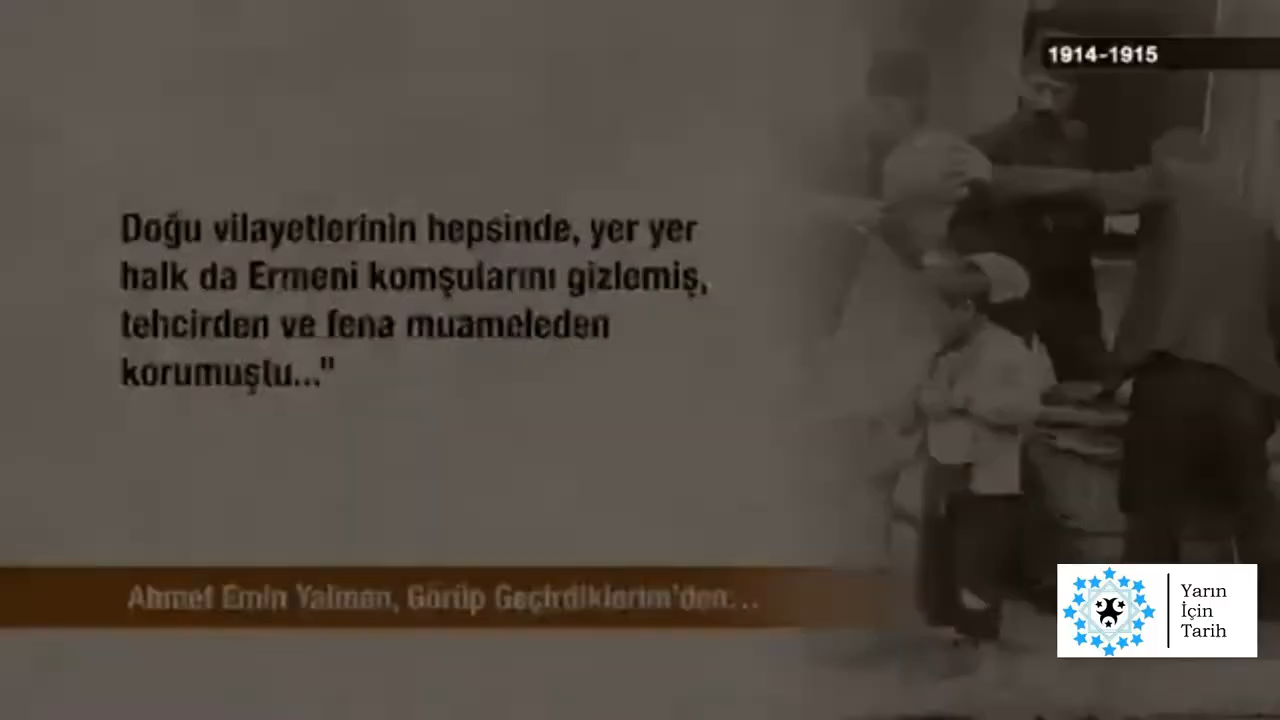 1914-1915
Doğu vilayetlerinin hepsinde, yer yer
halk da Ermeni komşularını gizlemiş,
tehcirden ve fena muameleden
korumuştu..."
Ahmet Emin Yalman, Görüp Geçirdiklerim'den...
Yarın
İçin
Tarih